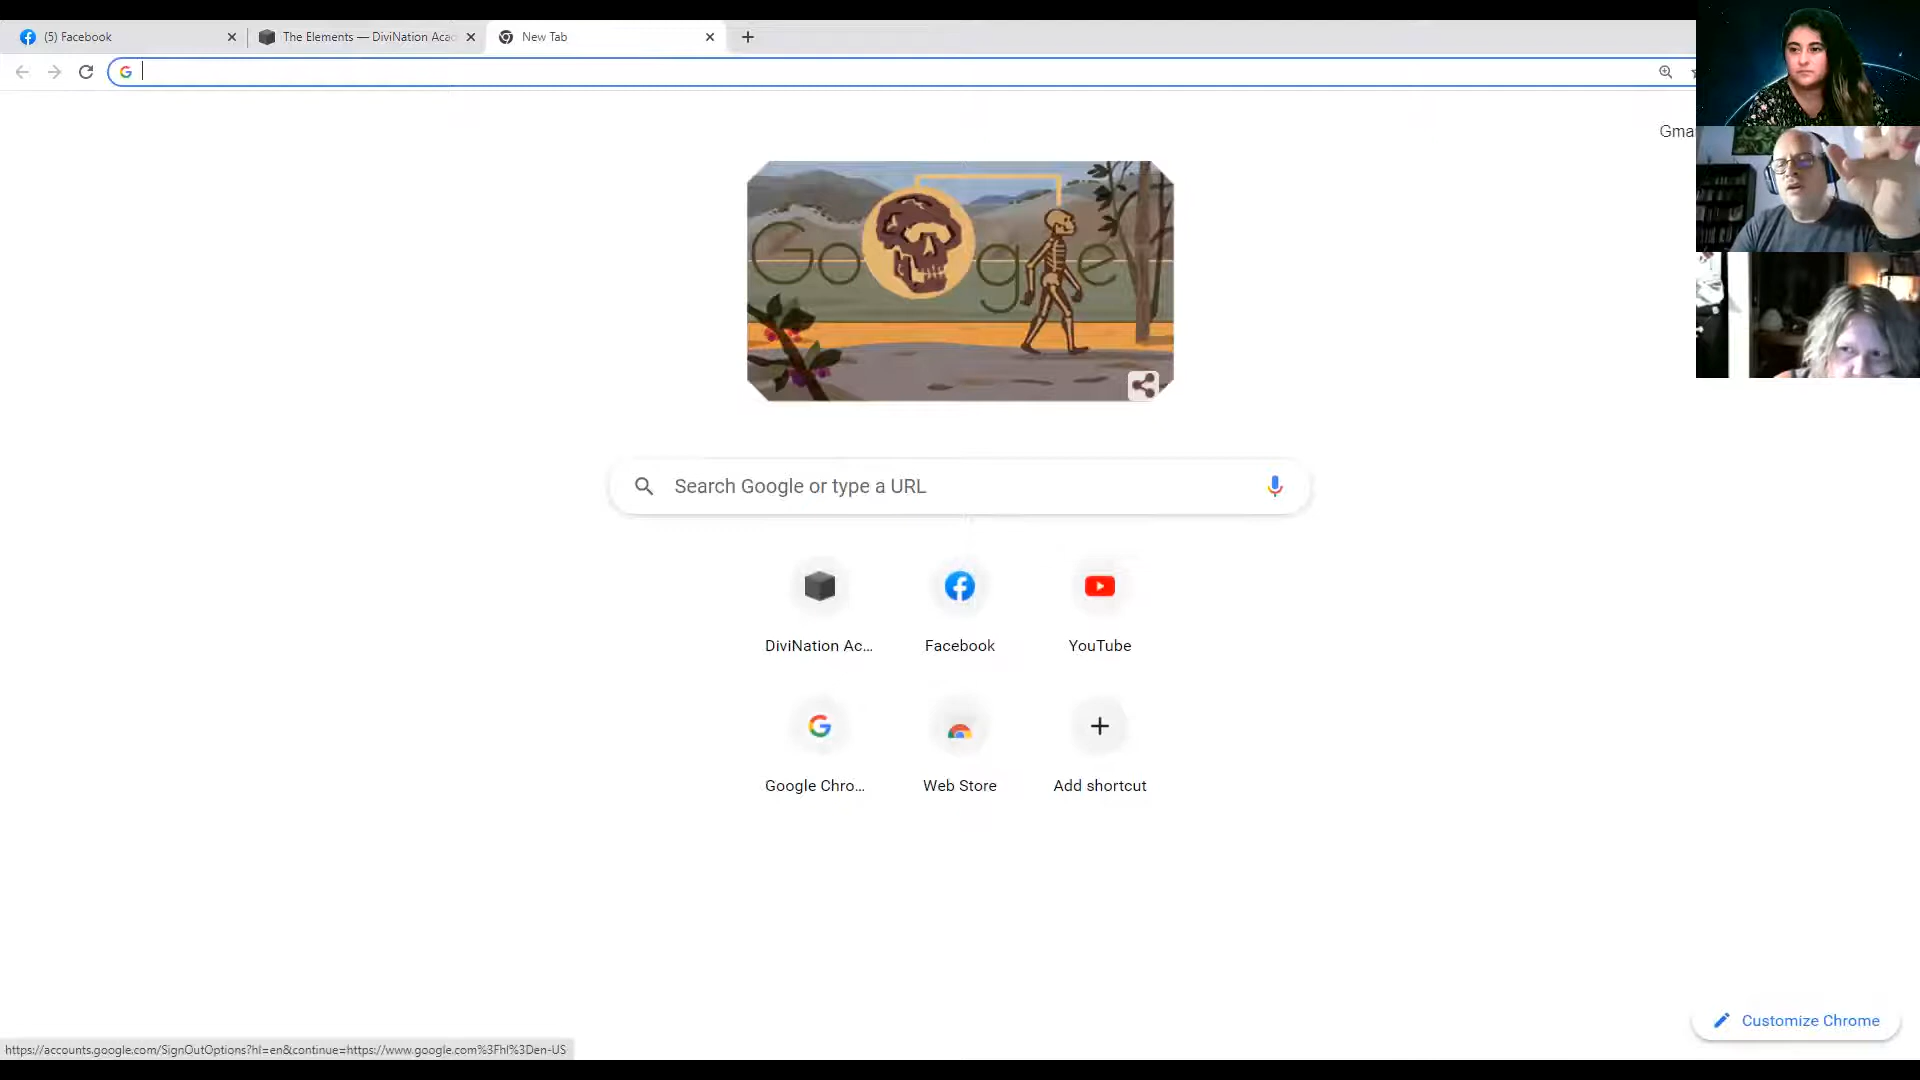 (5) Facebook
The Elements — DiviNation Acac
New Tab
Gma
Google
Search Google or type a URL
DiviNation Ac...
Facebook
YouTube
Google Chro...
Web Store
Add shortcut
Customize Chrome
https://accounts.google.com/SignOutOptions?hl=en&continue=https://www.google.com%3Fhl%3Den-US